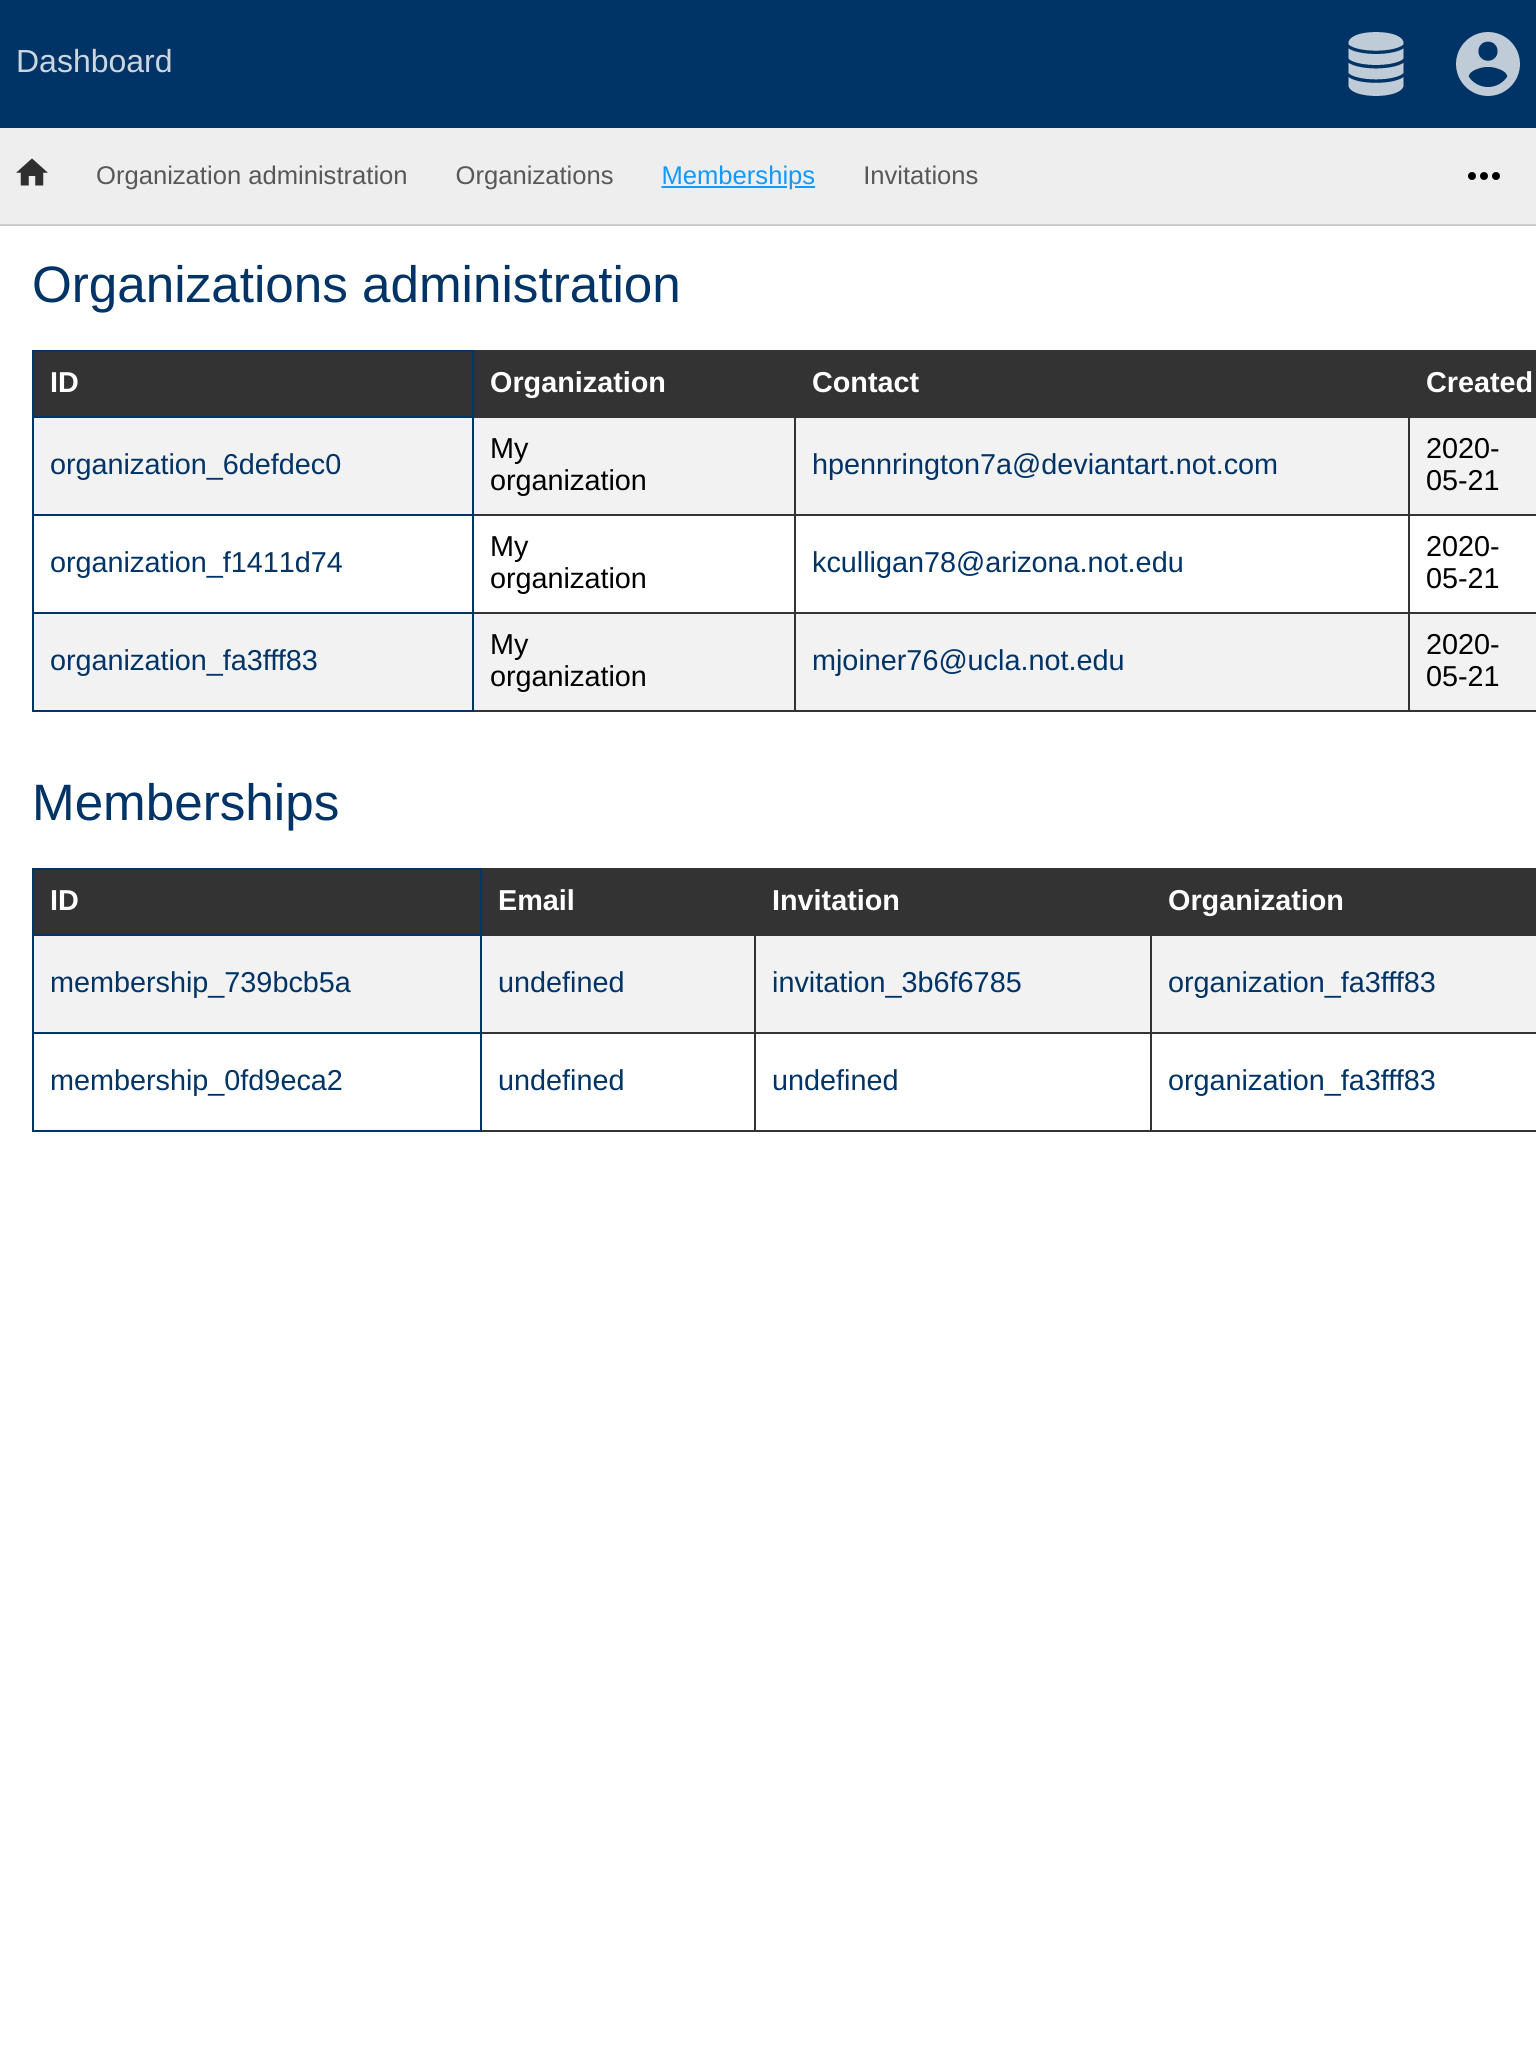 Dashboard
Organization administration Organizations Memberships Invitations
Organizations administration
ID Organization Contact Created
organization_6defdec0 My organization hpennrington7a@deviantart.not.com 2020-05-21
organization_f1411d74 My organization kculligan78@arizona.not.edu 2020-05-21
organization_fa3fff83 My organization mjoiner76@ucla.not.edu 2020-05-21
Memberships
ID Email Invitation Organization
membership_739bcb5a undefined invitation_3b6f6785 organization_fa3fff83
membership_0fd9eca2 undefined undefined organization_fa3fff83